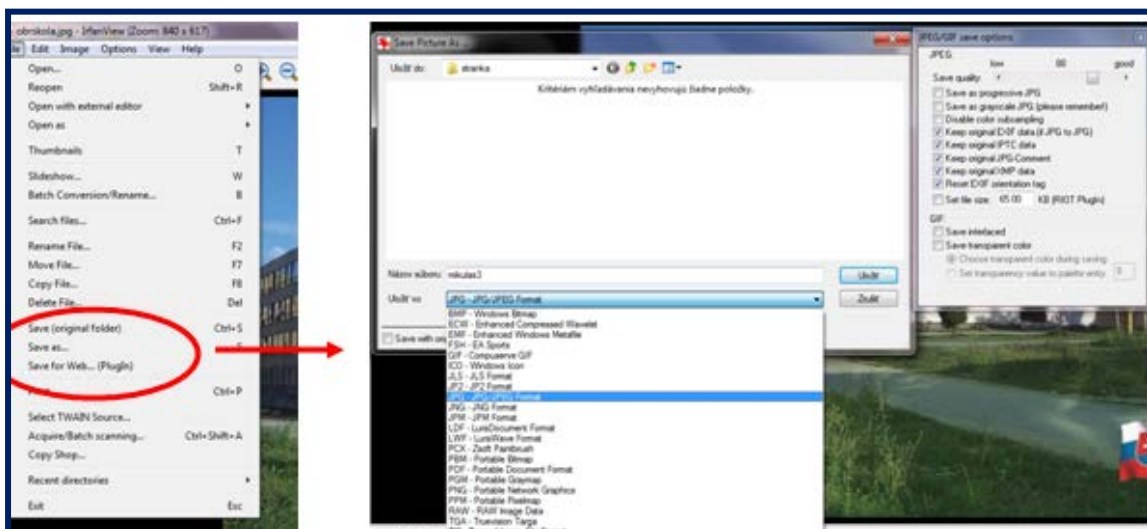 obrskola.jpg - IrfanView (Zoom: 840 x 617)
Edit Image Options View Help
Open... O
Reopen Shift+R
Open with external editor
Open as
Thumbnails T
Slideshow... W
Batch Conversion/Rename... B
Search files... Ctrl+F
Rename File... F2
Move File... F7
Copy File... F8
Delete File... Del
Save (original folder) Ctrl+S
Save as... S
Save for Web... (PlugIn)
Ctrl+P
Select TWAIN Source...
Acquire/Batch scanning... Ctrl+Shift+A
Copy Shop...
Recent directories
Exit Esc
Save Picture As...
Uložiť do: stranka
Kritériám vyhľadávania nevyhovujú žiadne položky.
Názov súboru: mikulas3 Uložiť
Uložiť vo JPG - JPG/JPEG Format Zrušiť
Save with
BMP - Windows Bitmap
ECW - Enhanced Compressed Wavelet
EMF - Enhanced Windows Metafile
FSH - EA Sports
GIF - Compuserve GIF
ICO - Windows Icon
JLS - JLS Format
JP2 - JP2 Format
JPG - JPG/JPEG Format
JNG - JNG Format
JPM - JPM Format
LDF - LuraDocument Format
LWF - LuraWave Format
PCX - Zsoft Paintbrush
PBM - Portable Bitmap
PDF - Portable Document Format
PGM - Portable Graymap
PNG - Portable Network Graphics
PPM - Portable Pixelmap
RAW - RAW Image Data
TGA - Truevision Targa
JPEG/GIF save options
JPEG:
low 80 good
Save quality:
Save as progressive JPG
Save as grayscale JPG (please remember!)
Disable color subsampling
Keep original EXIF data (if JPG to JPG)
Keep original IPTC data
Keep original JPG-Comment
Keep original XMP data
Reset EXIF orientation tag
Set file size: 65.00 KB (RIOT PlugIn)
GIF:
Save interlaced
Save transparent color
Choose transparent color during saving
Set transparency value to palette entry: 0